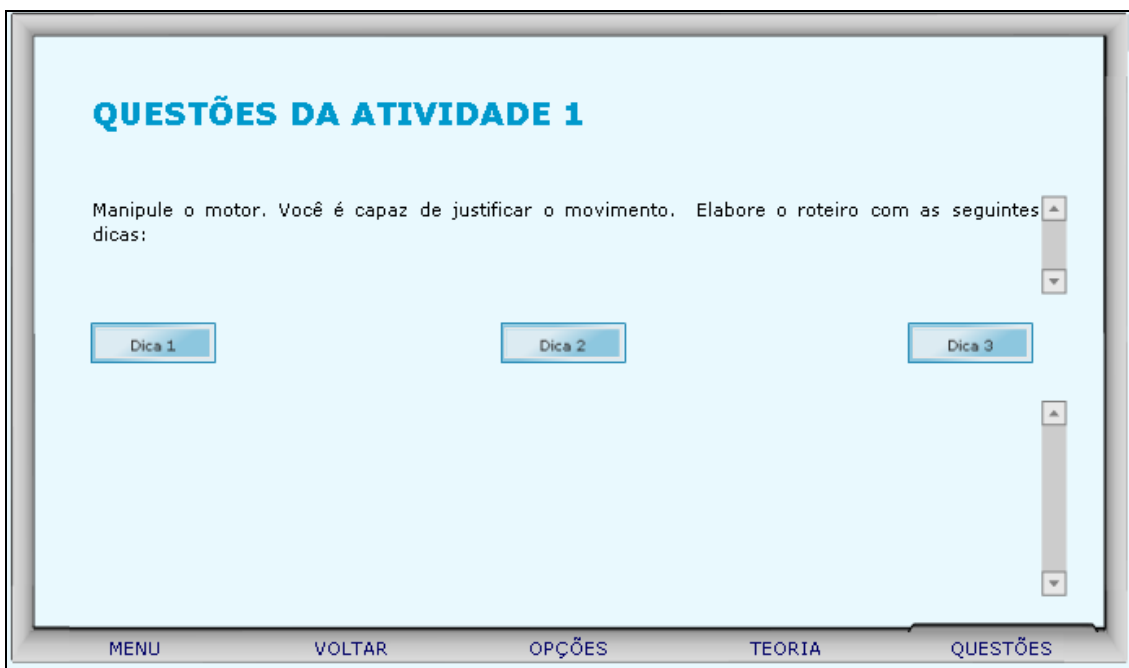 QUESTÕES DA ATIVIDADE 1
Manipule o motor. Você é capaz de justificar o movimento. Elabore o roteiro com as seguintes
dicas:
Dica 1 Dica 2 Dica 3
MENU VOLTAR OPÇÕES TEORIA QUESTÕES